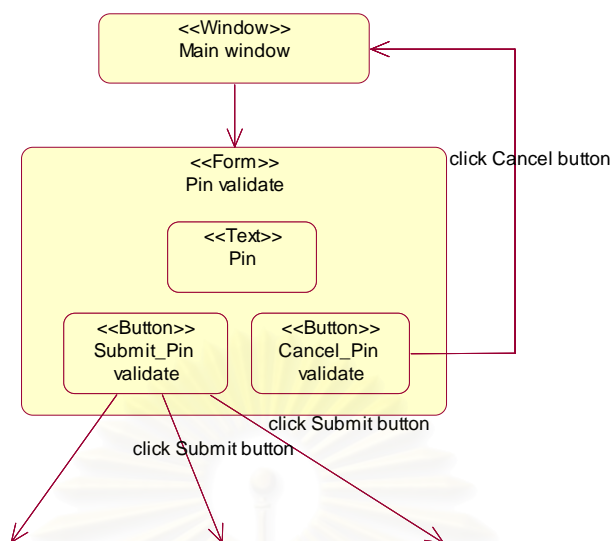 <<Window>>
Main window
click Cancel button
<<Form>>
Pin validate
<<Text>>
Pin
<<Button>>
Submit_Pin
validate
<<Button>>
Cancel_Pin
validate
click Submit button
click Submit button